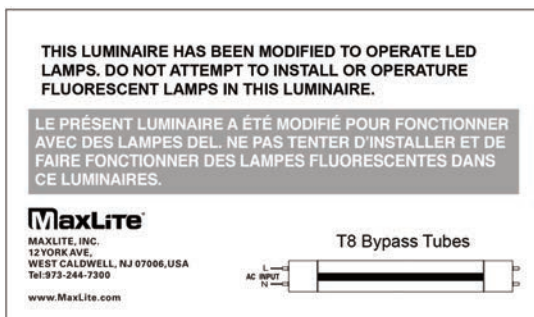 THIS LUMINAIRE HAS BEEN MODIFIED TO OPERATE LED
LAMPS. DO NOT ATTEMPT TO INSTALL OR OPERATURE
FLUORESCENT LAMPS IN THIS LUMINAIRE.
LE PRÉSENT LUMINAIRE A ÉTÉ MODIFIÉ POUR FONCTIONNER
AVEC DES LAMPES DEL. NE PAS TENTER D'INSTALLER ET DE
FAIRE FONCTIONNER DES LAMPES FLUORESCENTES DANS
CE LUMINAIRES.
MAXLITE
MAXLITE, INC.
12YORK AVE,
WEST CALDWELL, NJ 07006,USA
Tel:973-244-7300
www.MaxLite.com
T8 Bypass Tubes
L
AC INPUT
N